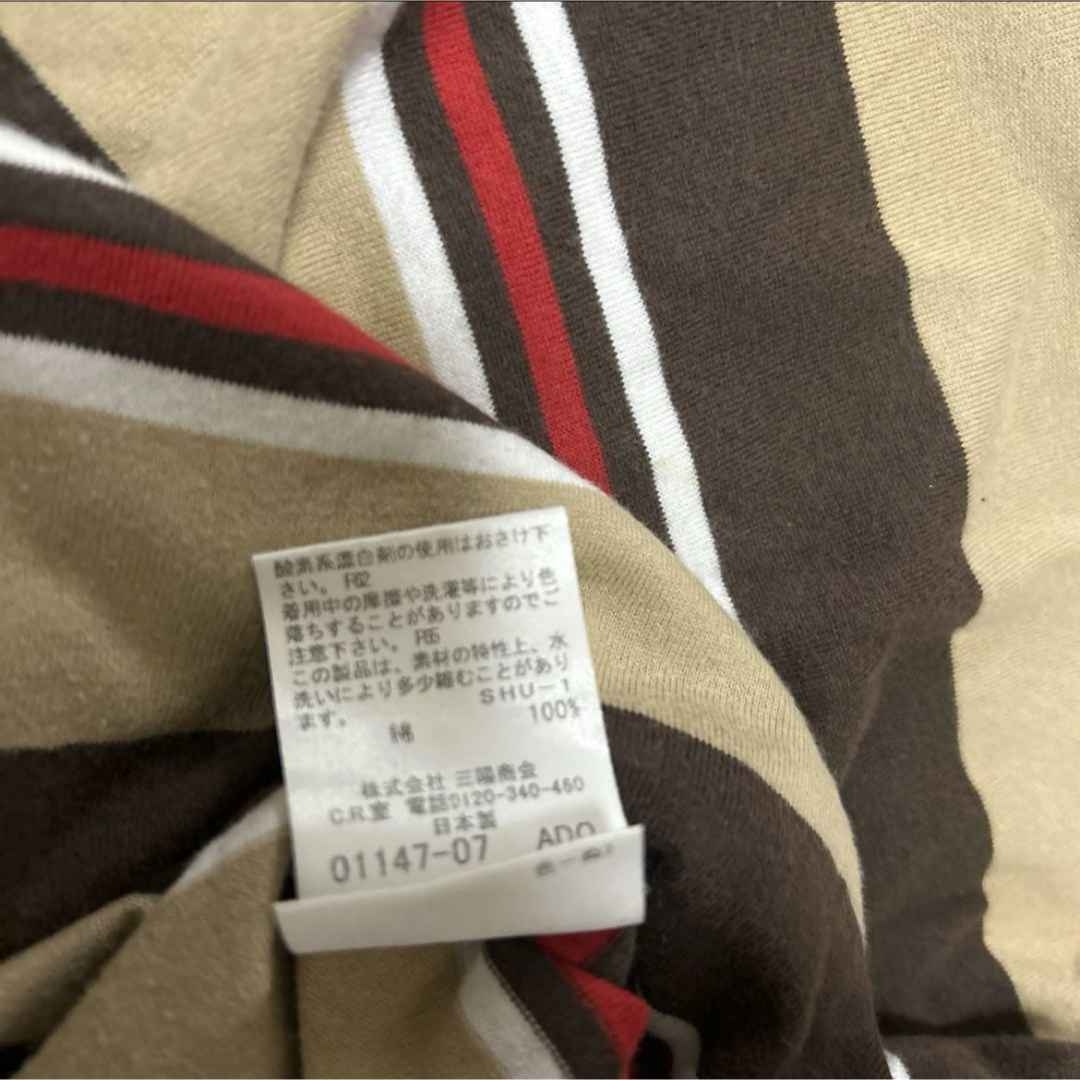 酸素系漂白剤の使用はおさけ下
さい。 R02
着用中の摩擦や洗濯等により色
落ちすることがありますのでご
注意下さい。 R05
この製品は、素材の特性上、水
洗いにより多少縮むことがあり
ます。 SHU-1
綿 100%
株式会社 三陽商会
C.R.室 電話0120-340-460
日本製
01147-07 ADO